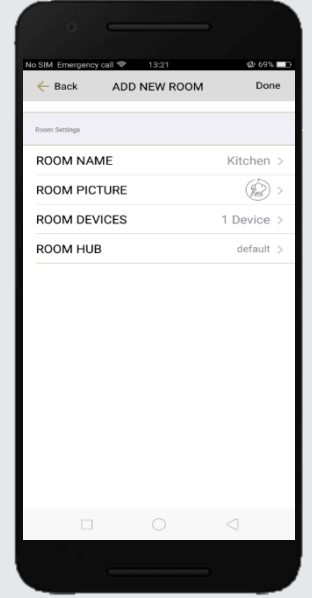 No SIM Emergency call 13:21 69%
Back ADD NEW ROOM Done
Room Settings
ROOM NAME Kitchen >
ROOM PICTURE >
ROOM DEVICES 1 Device >
ROOM HUB default >